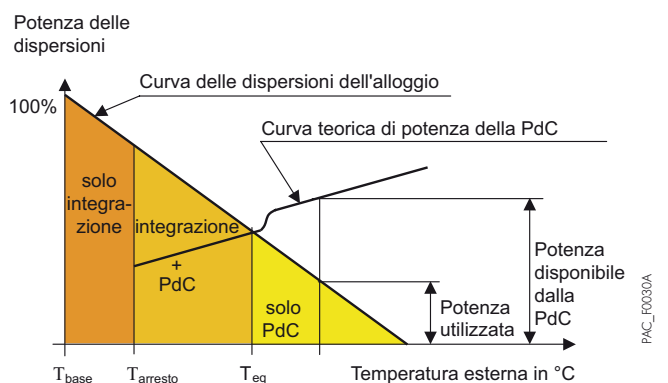 Potenza delle
dispersioni
100%
Curva delle dispersioni dell'alloggio
Curva teorica di potenza della PdC
solo
integra-
zione
integrazione
+
PdC
solo
PdC
Potenza
utilizzata
Potenza
disponibile
dalla
PdC
PAC_F0030A
Tbase
Tarresto
Teq
Temperatura esterna in °C